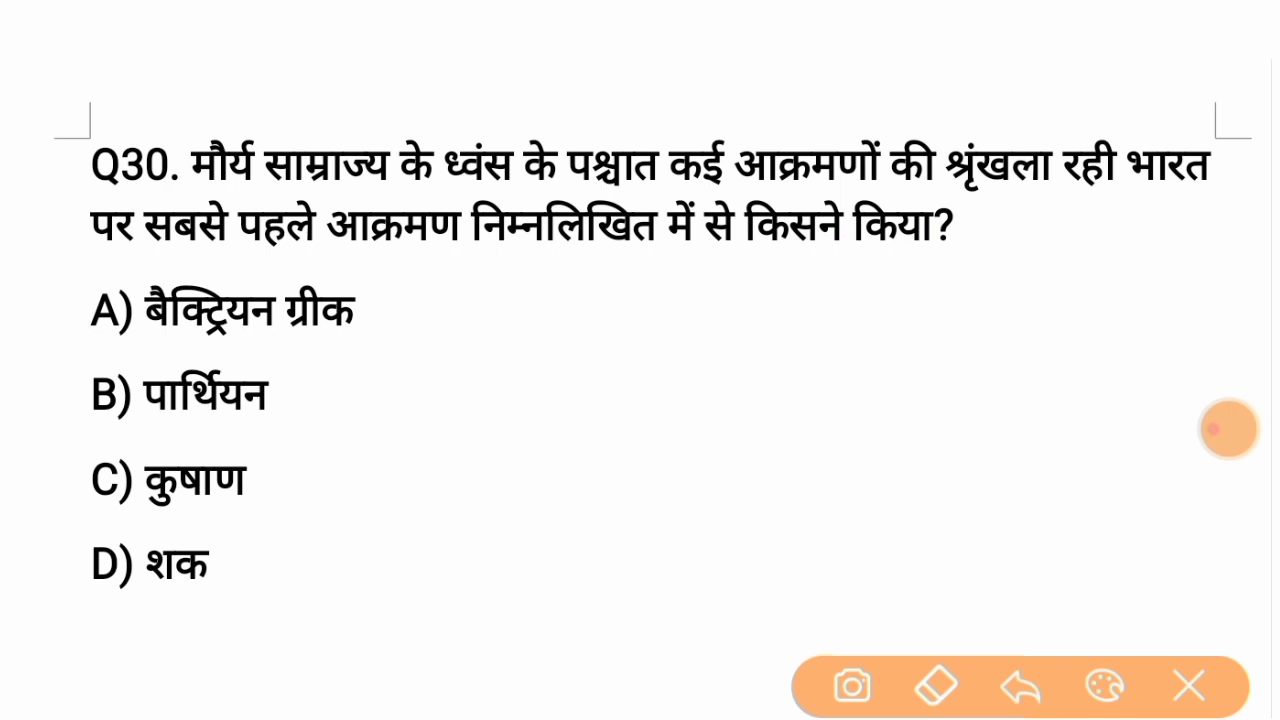 Q30. मौर्य साम्राज्य के ध्वंस के पश्चात कई आक्रमणों की श्रृंखला रही भारत
पर सबसे पहले आक्रमण निम्नलिखित में से किसने किया?
A) बैक्ट्रियन ग्रीक
B) पार्थियन
C) कुषाण
D) शक